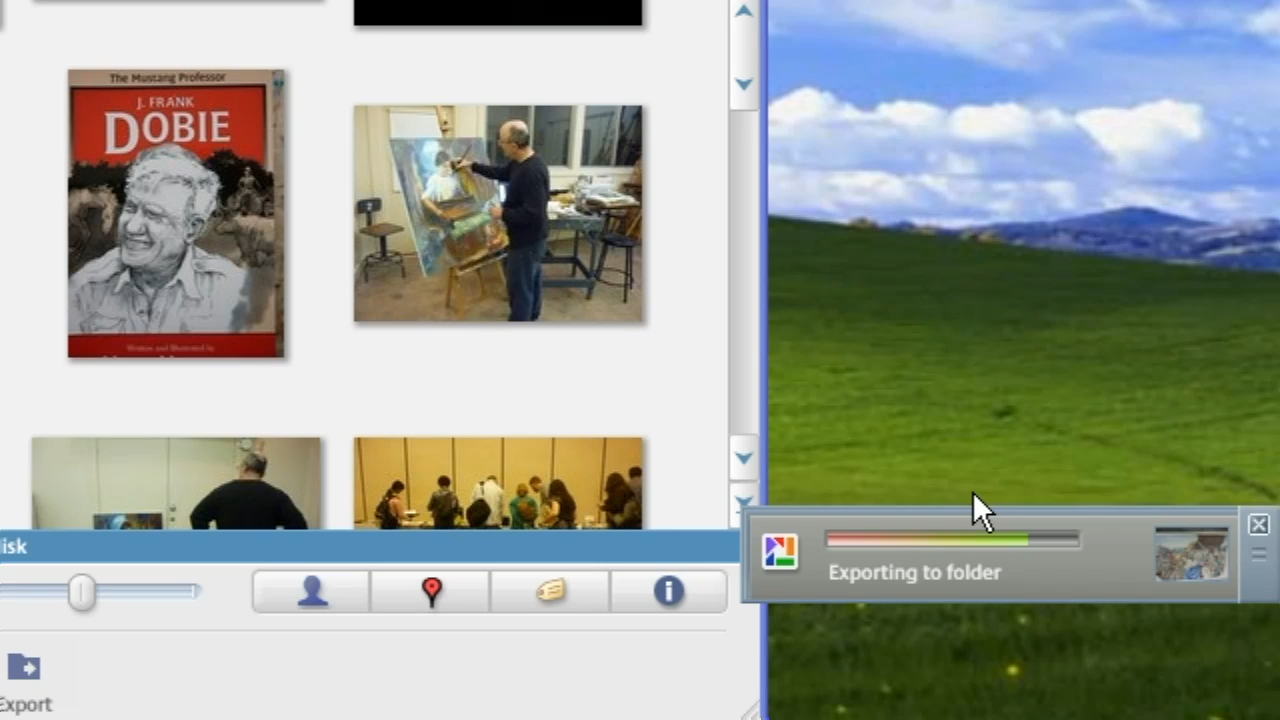 The Mustang Professor
J. FRANK
DOBIE
Written and Illustrated by
isk
Exporting to folder
Export